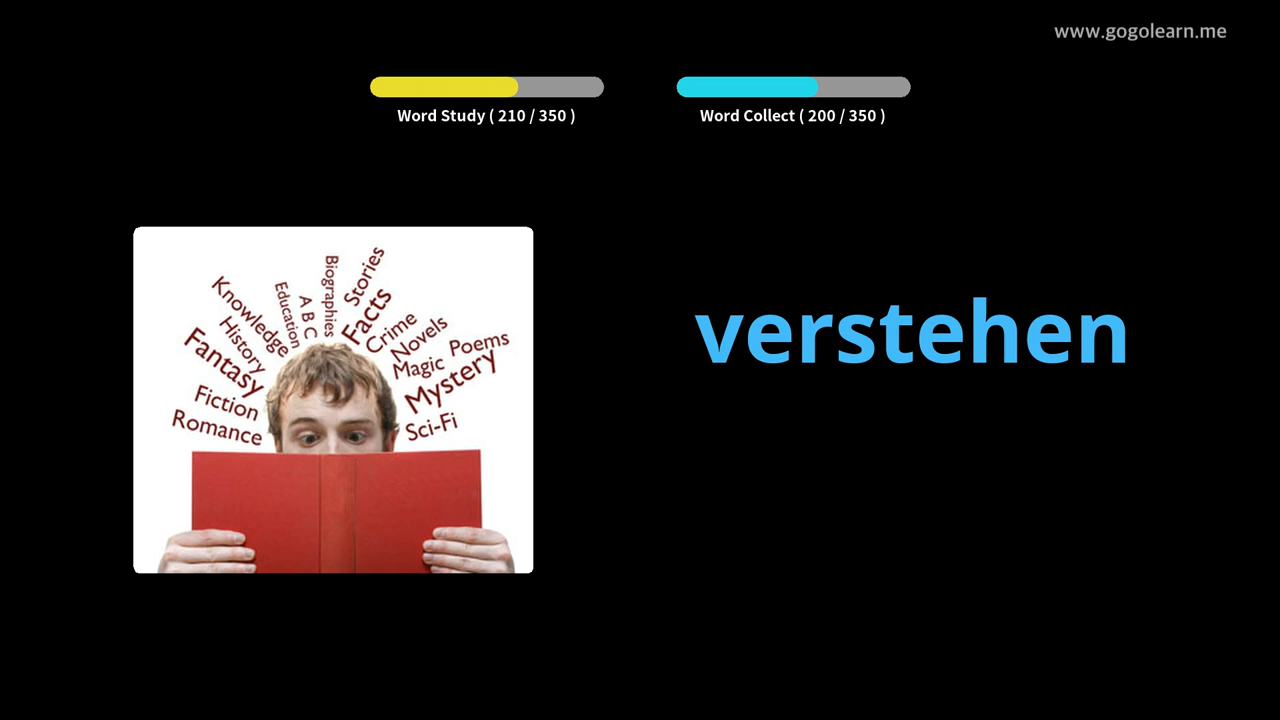 www.gogolearn.me
Word Study ( 210 / 350 )
Word Collect ( 200 / 350 )
Knowledge
Education
A B C
Biographies
Stories
Facts
History
Crime
Novels
Fantasy
Magic
Poems
Mystery
Fiction
Romance
Sci-Fi
verstehen